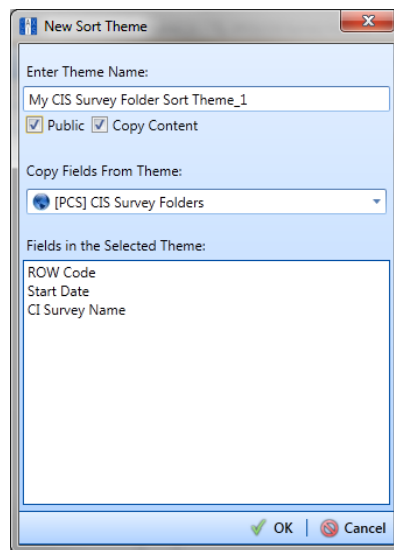 New Sort Theme
Enter Theme Name:
My CIS Survey Folder Sort Theme_1
Public Copy Content
Copy Fields From Theme:
[PCS] CIS Survey Folders
Fields in the Selected Theme:
ROW Code
Start Date
CI Survey Name
OK Cancel